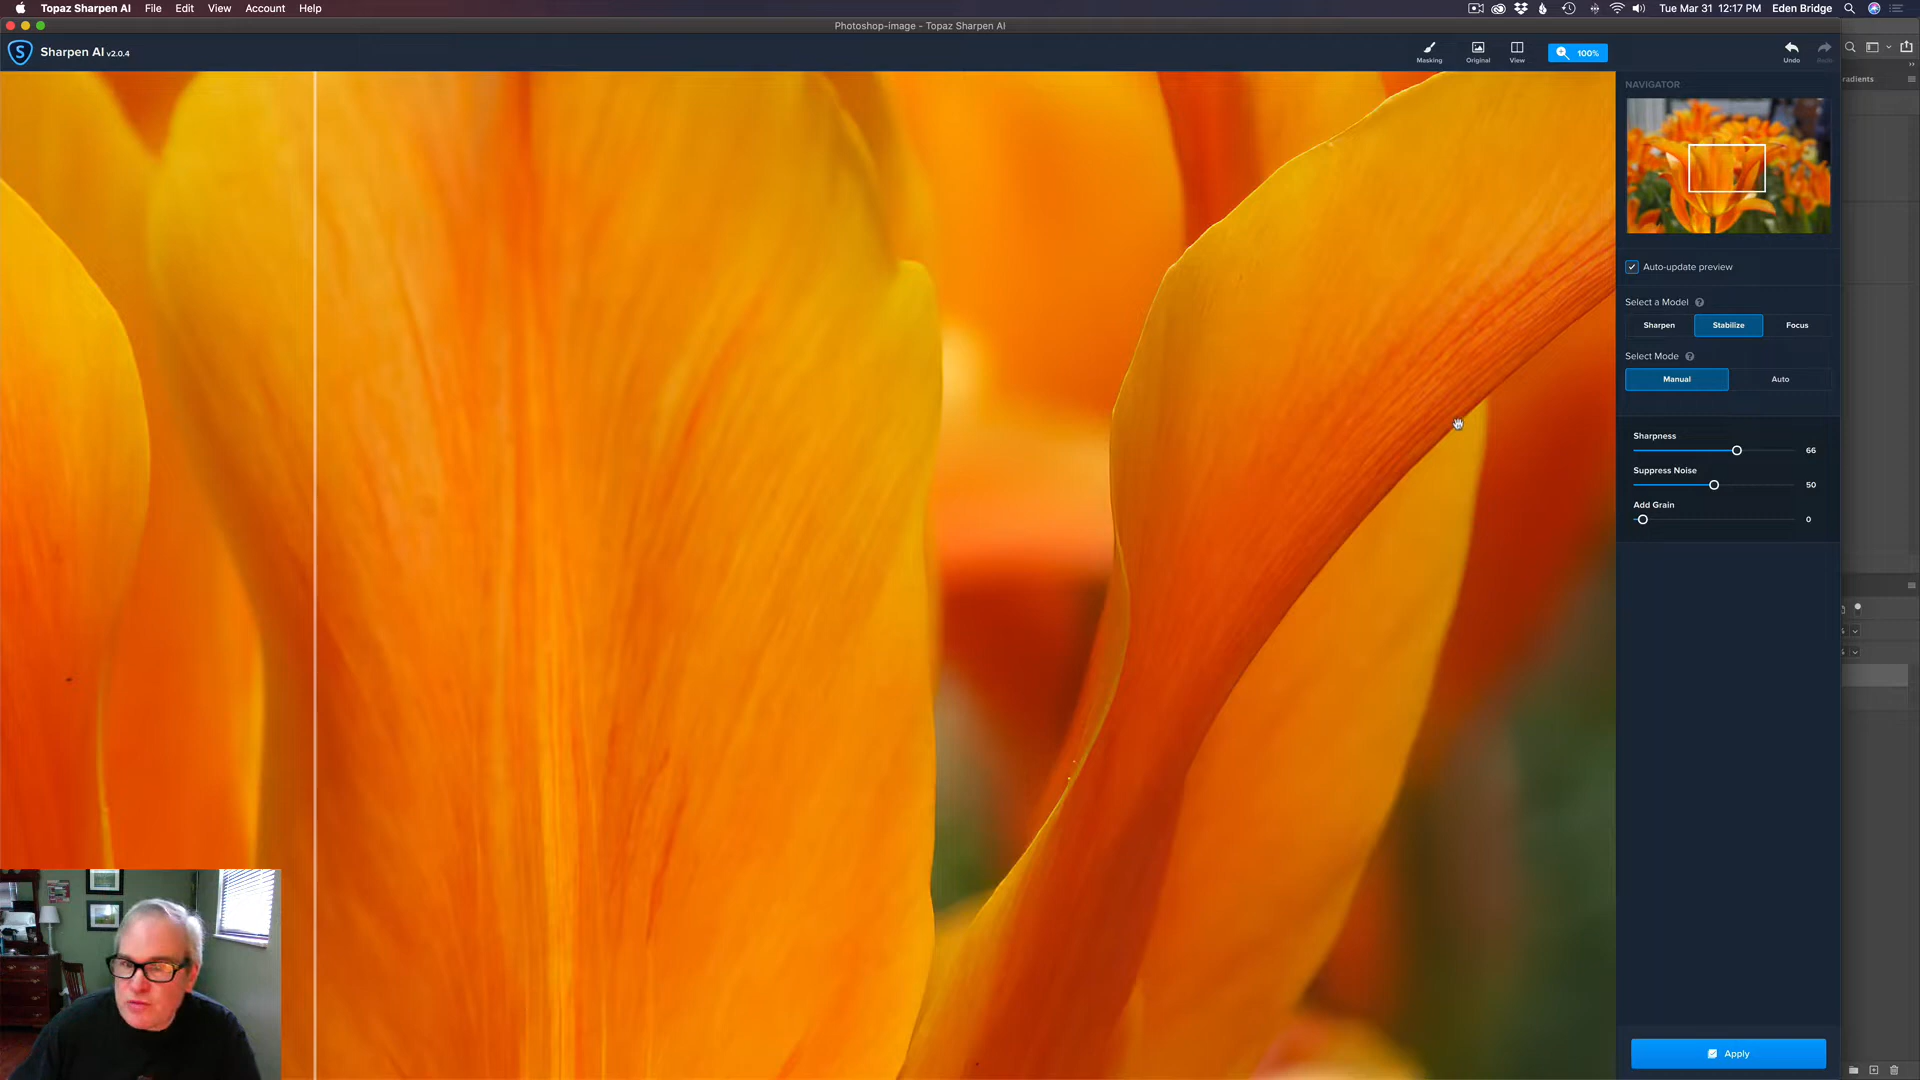 Topaz Sharpen AI File Edit View Account Help Tue Mar 31 12:17 PM Eden Bridge
Photoshop-image - Topaz Sharpen AI
Sharpen AI v2.0.4
Masking Original View 100% Undo
NAVIGATOR
radients
Auto-update preview
Select a Model ?
Sharpen Stabilize Focus
Select Mode ?
Manual Auto
Sharpness
66
Suppress Noise
50
Add Grain
0
Apply